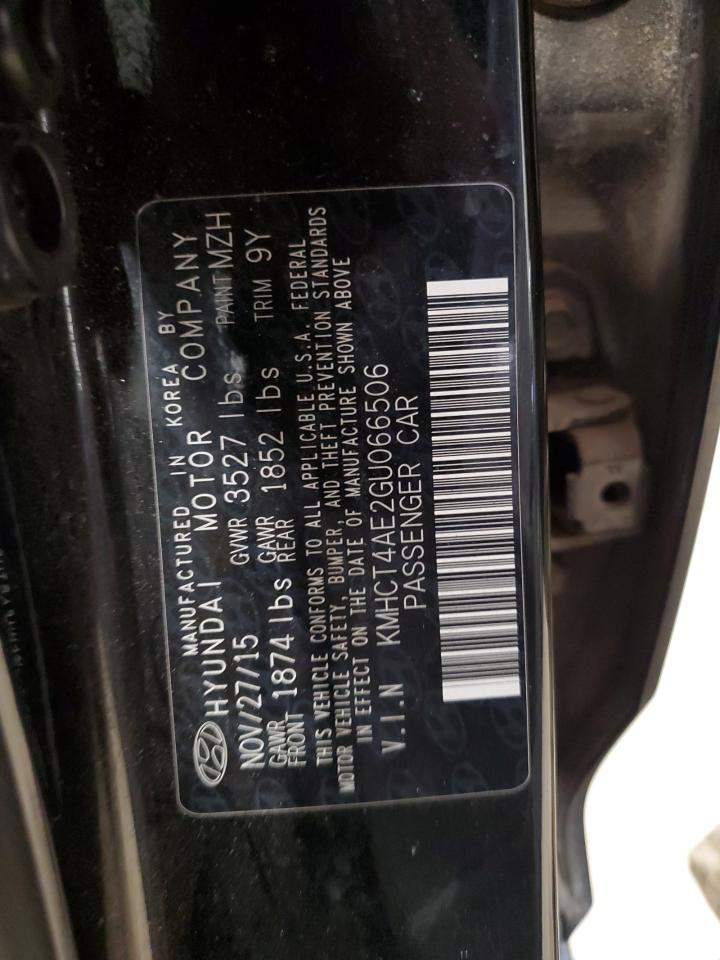 MANUFACTURED IN KOREA BY
HYUNDAI MOTOR COMPANY
NOV/27/15 GVWR 3527 lbs PAINT MZH
GAWR FRONT 1874 lbs GAWR REAR 1852 lbs TRIM 9Y
THIS VEHICLE CONFORMS TO ALL APPLICABLE U.S.A. FEDERAL
MOTOR VEHICLE SAFETY, BUMPER, AND THEFT PREVENTION STANDARDS
IN EFFECT ON THE DATE OF MANUFACTURE SHOWN ABOVE
V.I.N KMHCT4AE2GU066506
PASSENGER CAR